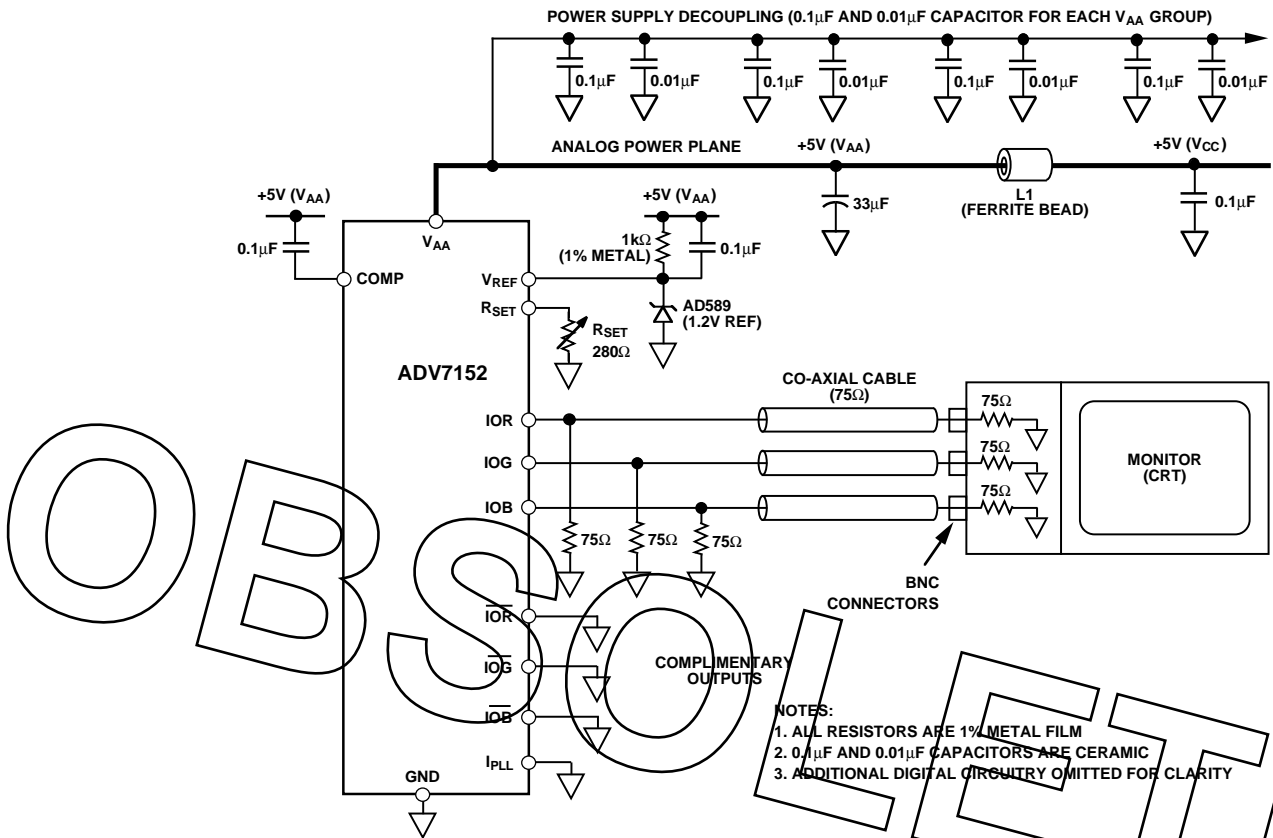 POWER SUPPLY DECOUPLING (0.1μF AND 0.01μF CAPACITOR FOR EACH VAA GROUP)
0.1μF
0.01μF
0.1μF
0.01μF
0.1μF
0.01μF
0.1μF
0.01μF
ANALOG POWER PLANE
+5V (VAA)
+5V (VCC)
33μF
L1
(FERRITE BEAD)
0.1μF
+5V (VAA)
0.1μF
+5V (VAA)
1kΩ
(1% METAL)
0.1μF
VAA
COMP
VREF
RSET
AD589
(1.2V REF)
RSET
280Ω
ADV7152
CO-AXIAL CABLE
(75Ω)
IOR
IOG
IOB
75Ω
75Ω
75Ω
MONITOR
(CRT)
75Ω
75Ω
75Ω
BNC
CONNECTORS
IOR
IOG
IOB
COMPLIMENTARY
OUTPUTS
IPLL
GND
NOTES:
1. ALL RESISTORS ARE 1% METAL FILM
2. 0.1μF AND 0.01μF CAPACITORS ARE CERAMIC
3. ADDITIONAL DIGITAL CIRCUITRY OMITTED FOR CLARITY
OBSOLET